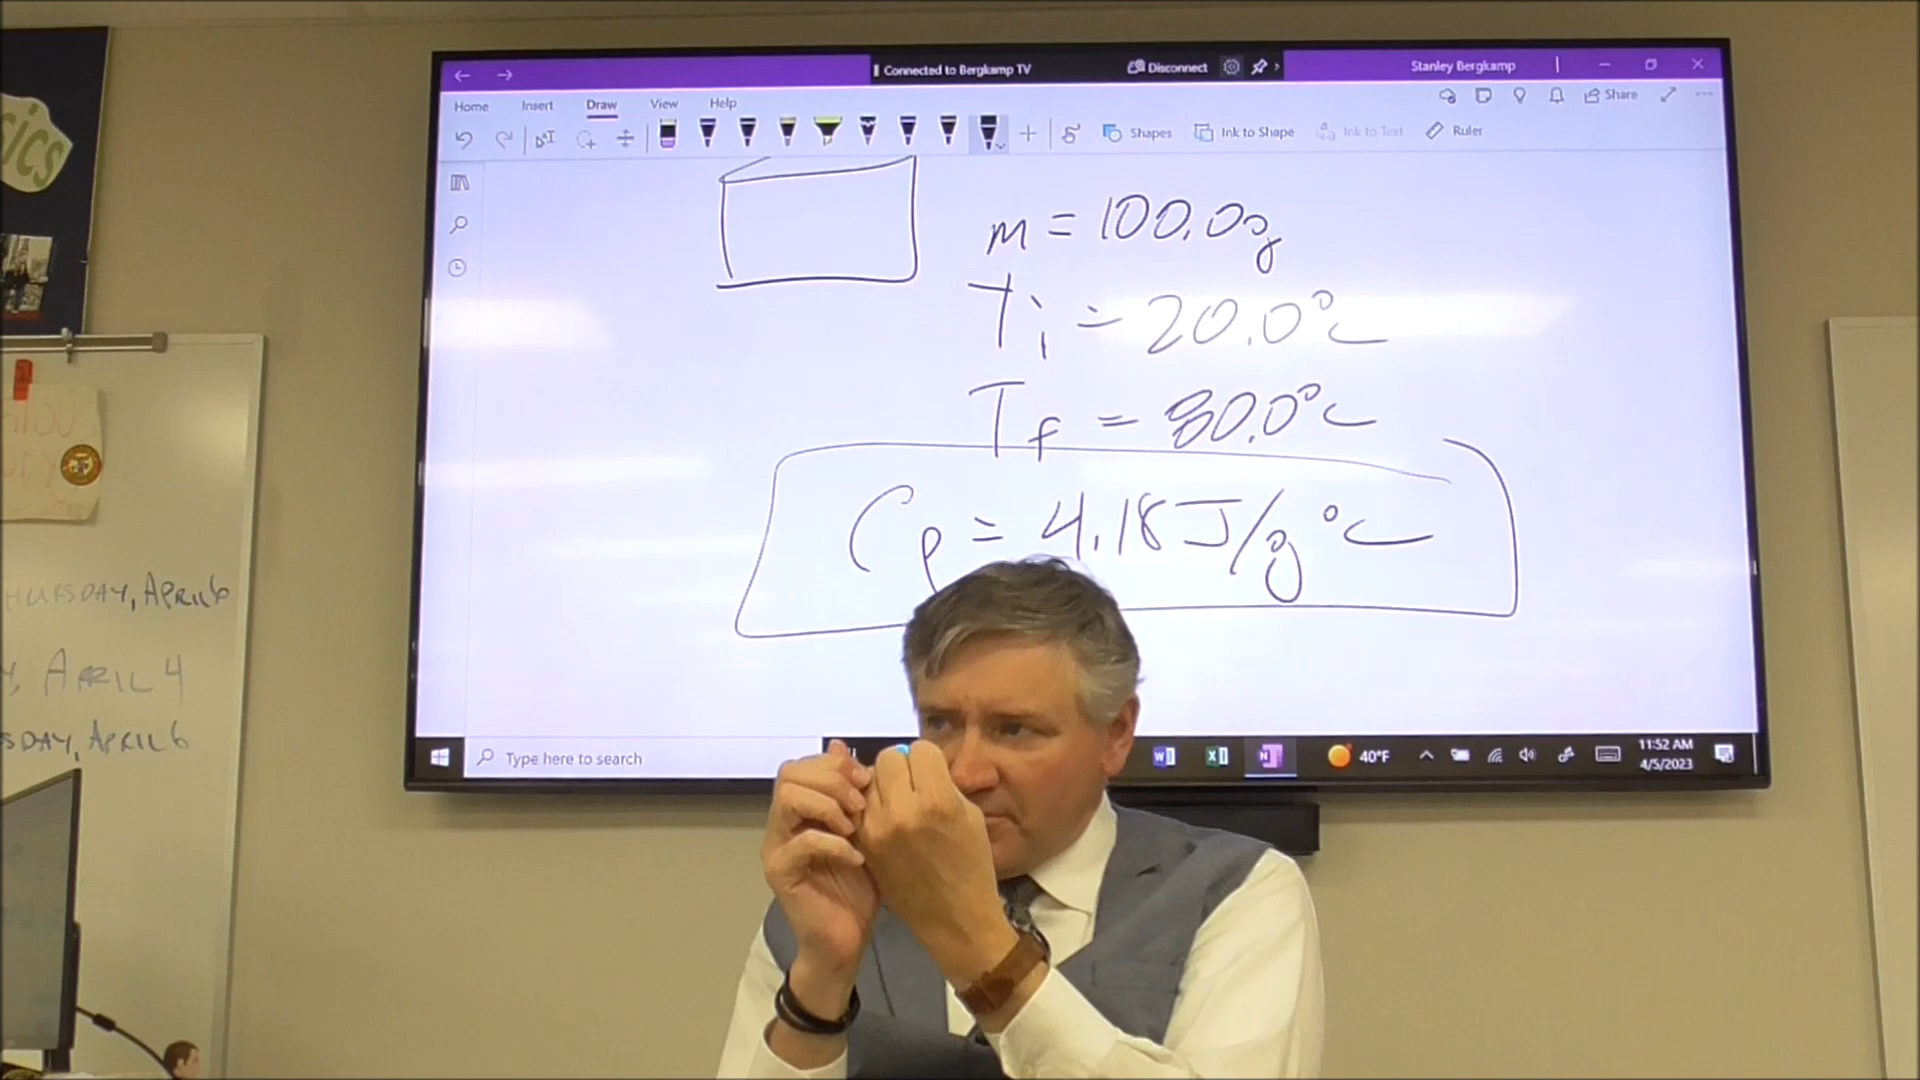 Connected to Bergkamp TV
Disconnect
Stanley Bergkamp
Home Insert Draw View Help
Share
Shapes Ink to Shape Ink to Text Ruler
m = 100.0g
Ti = 20.0°C
Tf = 80.0°C
Cp = 4.18 J/g °C
Type here to search
40°F
11:52 AM
4/5/2023
sics
THURSDAY, APRIL 6
Y, APRIL 4
SDAY, APRIL 6